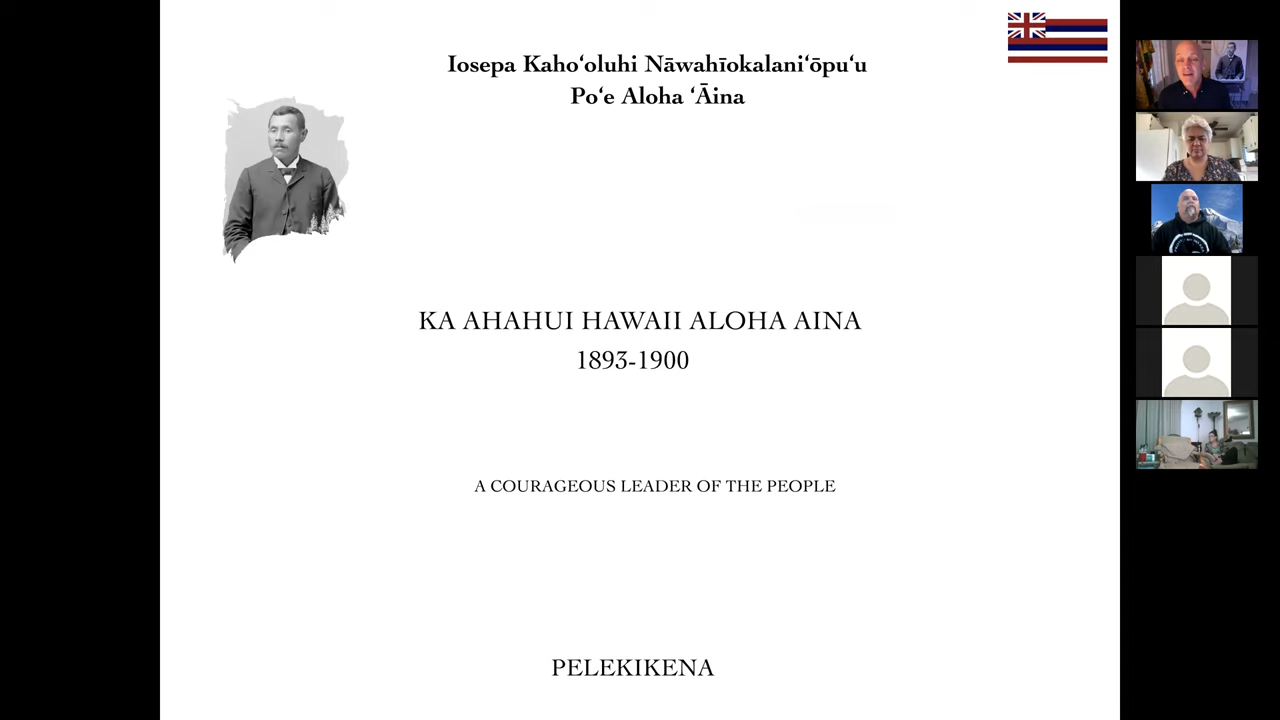 Iosepa Kahoʻoluhi Nāwahīokalaniʻōpuʻu
Poʻe Aloha ʻĀina
KA AHAHUI HAWAII ALOHA AINA
1893-1900
A COURAGEOUS LEADER OF THE PEOPLE
PELEKIKENA